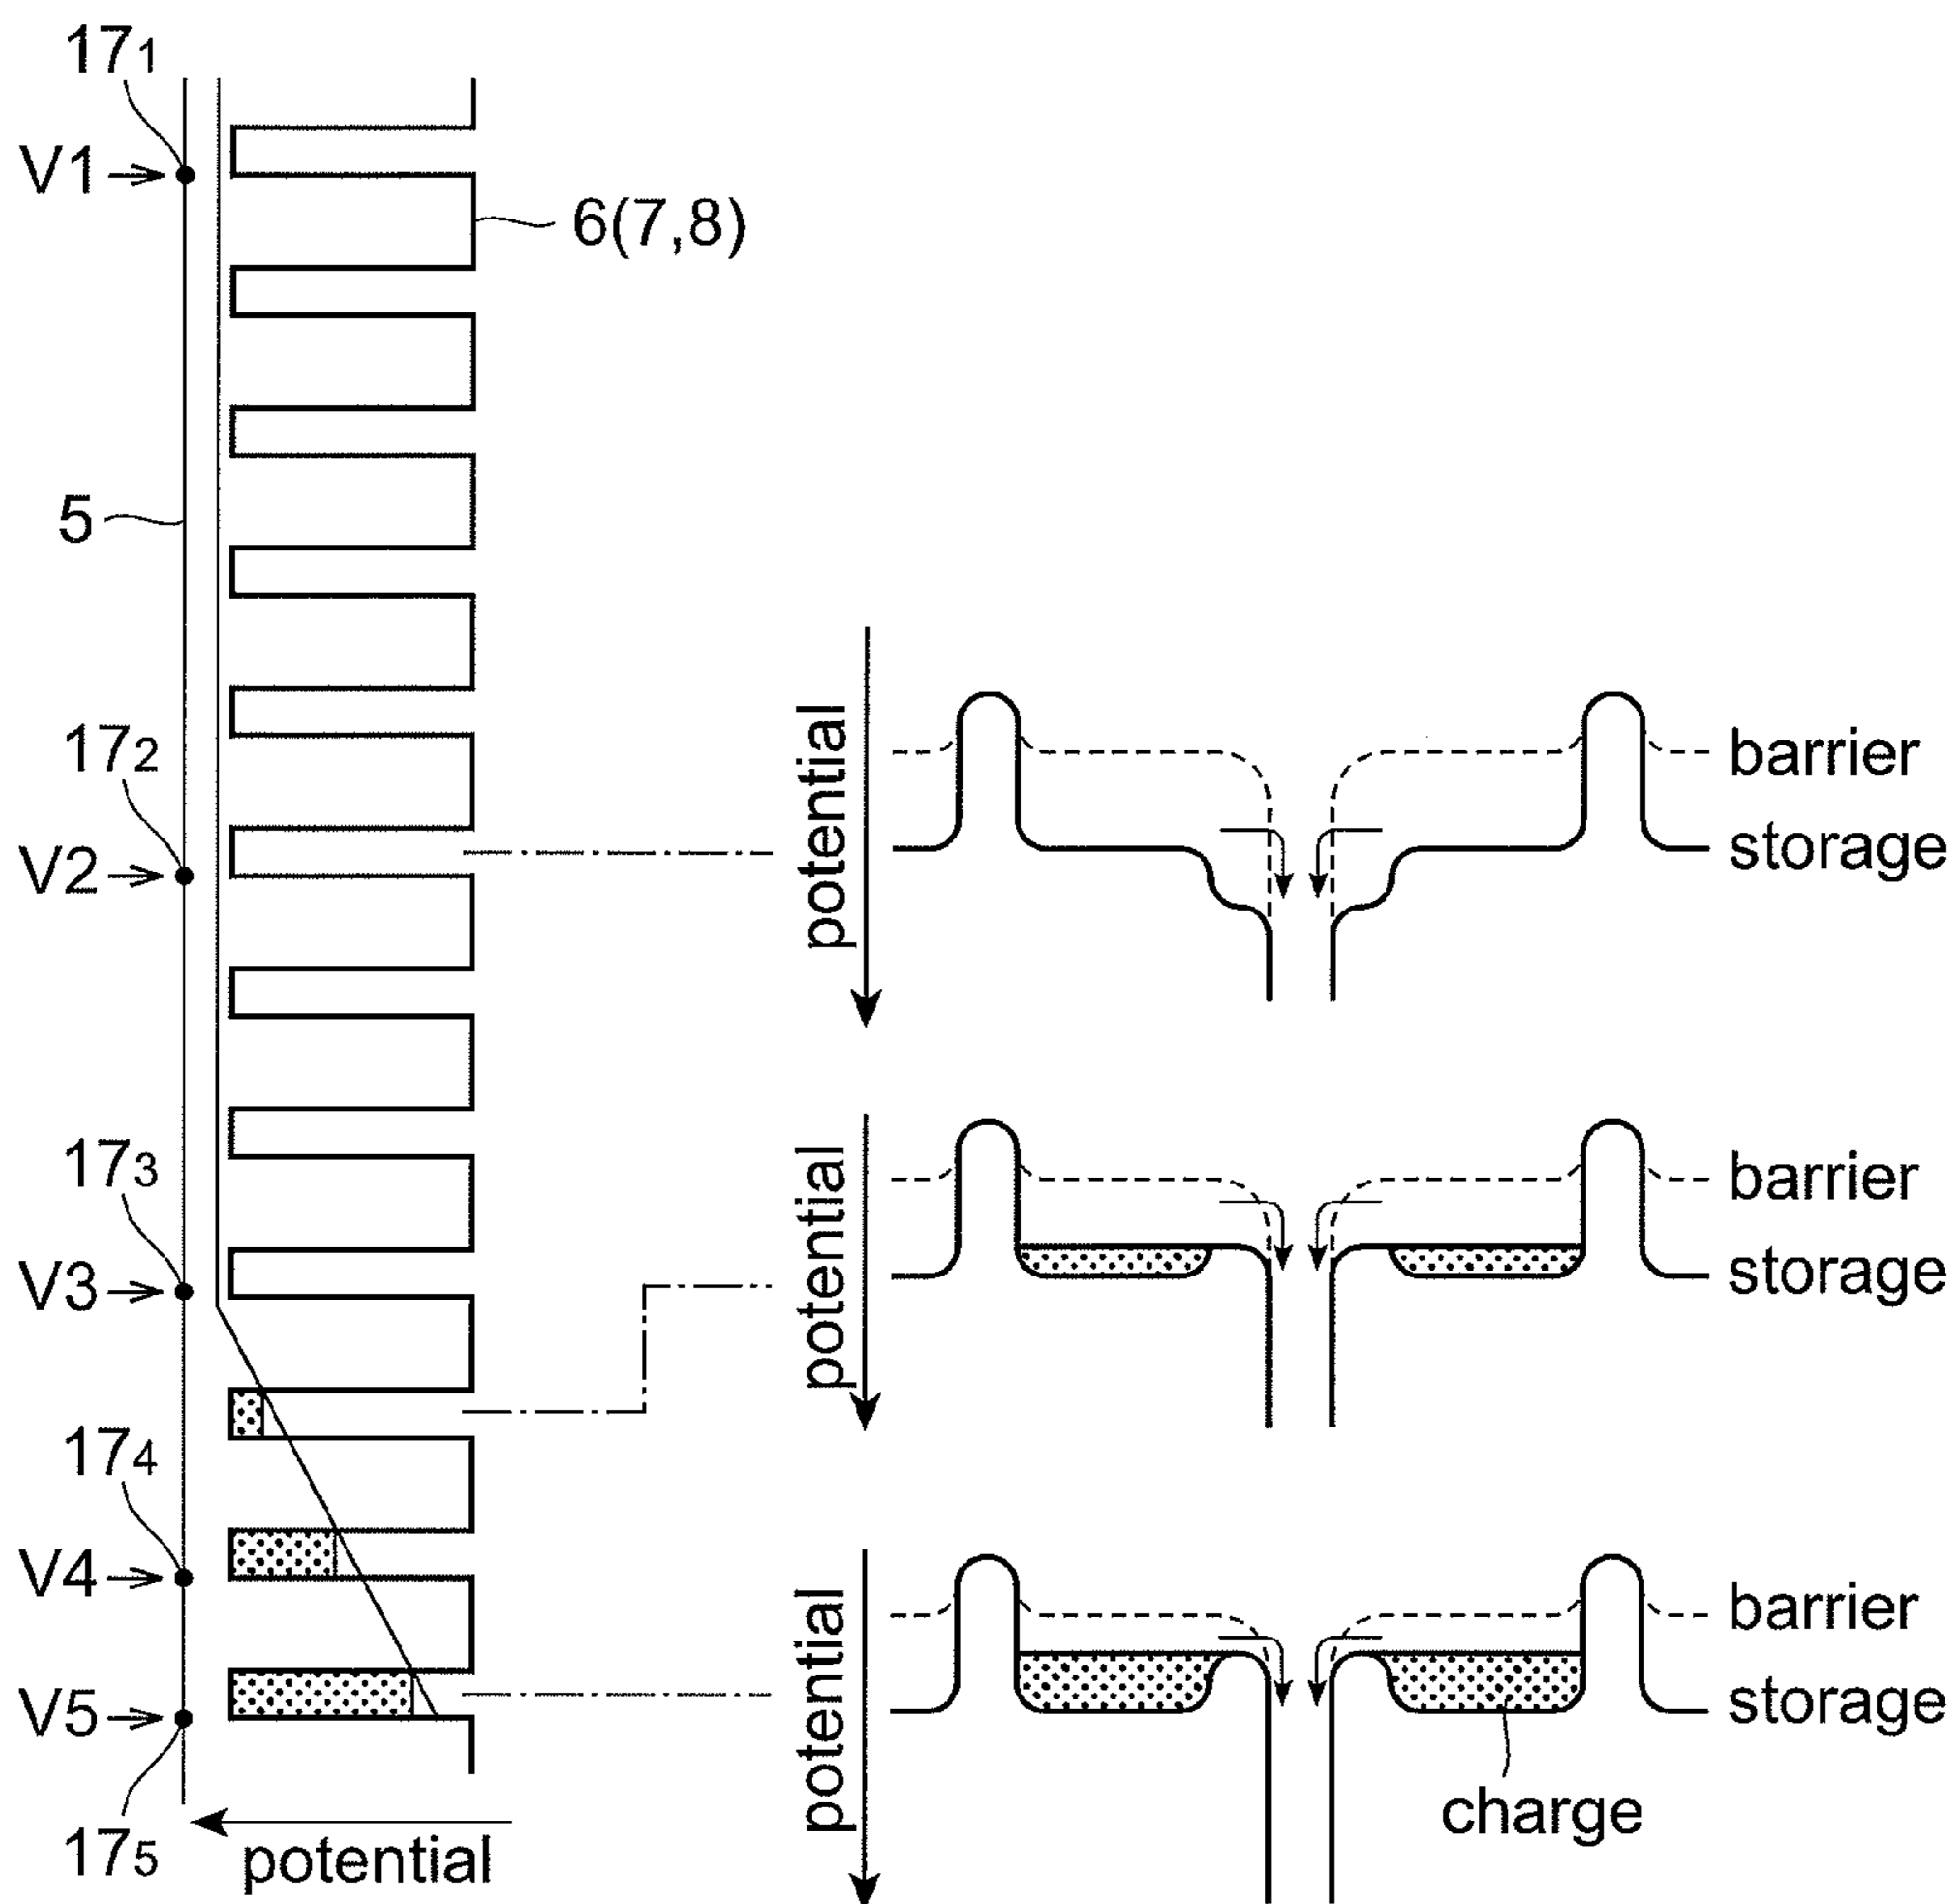 17₁
V1
6(7,8)
5
17₂
V2
potential
barrier
storage
17₃
V3
potential
barrier
storage
17₄
V4
V5
potential
barrier
storage
charge
17₅
potential